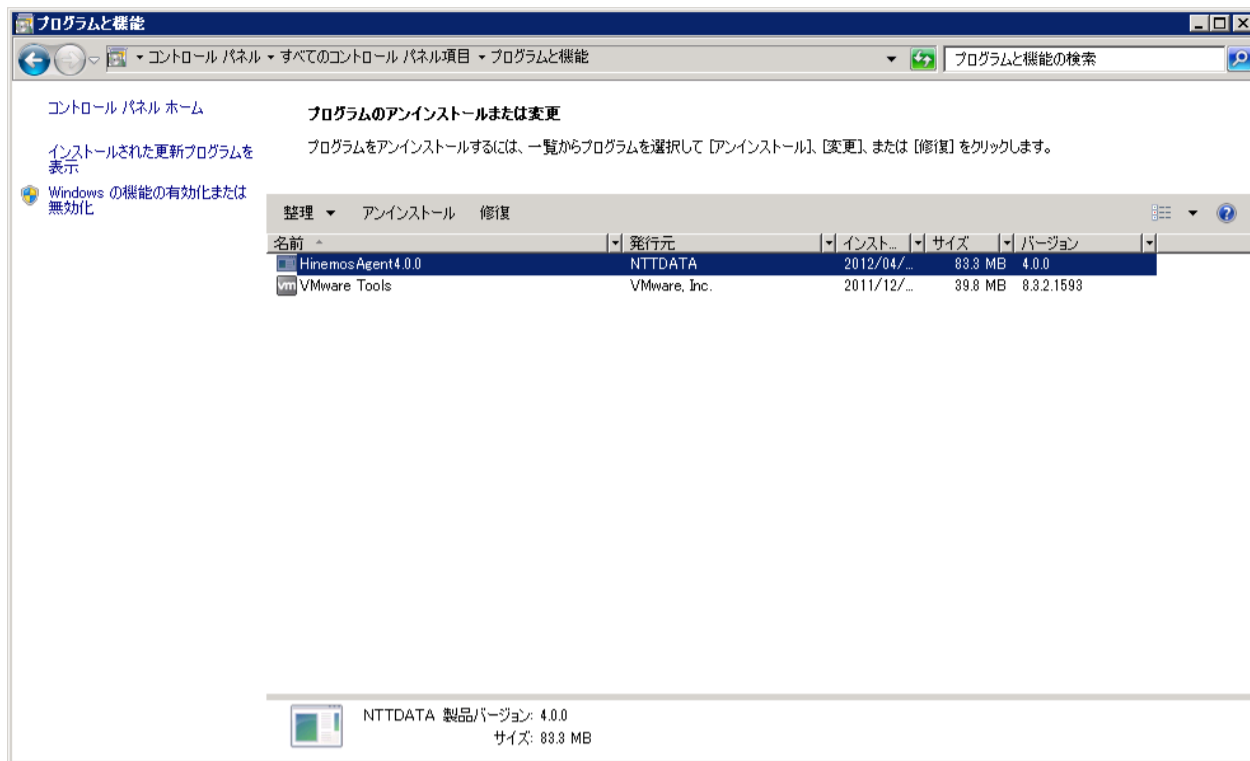 プログラムと機能
コントロール パネル すべてのコントロール パネル項目 プログラムと機能
プログラムと機能の検索
コントロール パネル ホーム
インストールされた更新プログラムを
表示
Windows の機能の有効化または
無効化
プログラムのアンインストールまたは変更
プログラムをアンインストールするには、一覧からプログラムを選択して [アンインストール]、[変更]、または [修復] をクリックします。
整理 アンインストール 修復
名前 発行元 インスト... サイズ バージョン
HinemosAgent4.0.0 NTTDATA 2012/04/... 83.3 MB 4.0.0
vm VMware Tools VMware, Inc. 2011/12/... 39.8 MB 8.3.2.1593
NTTDATA 製品バージョン: 4.0.0
サイズ: 83.3 MB